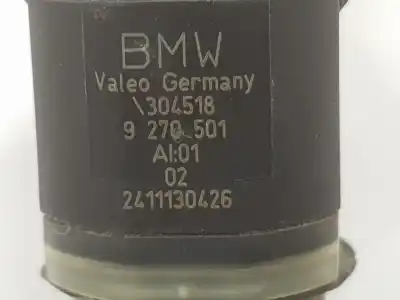 BMW
Valeo Germany
\304518
9 270 501
AI:01
02
2411130426